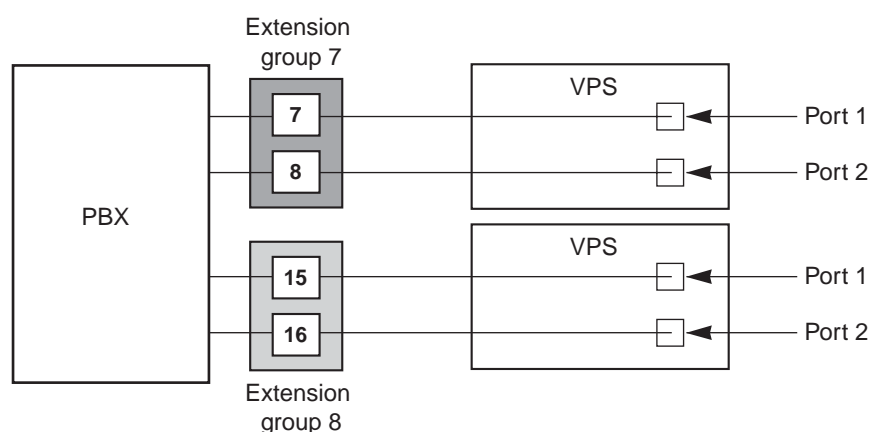 Extension
group 7
VPS
7
Port 1
8
Port 2
PBX
VPS
15
Port 1
16
Port 2
Extension
group 8